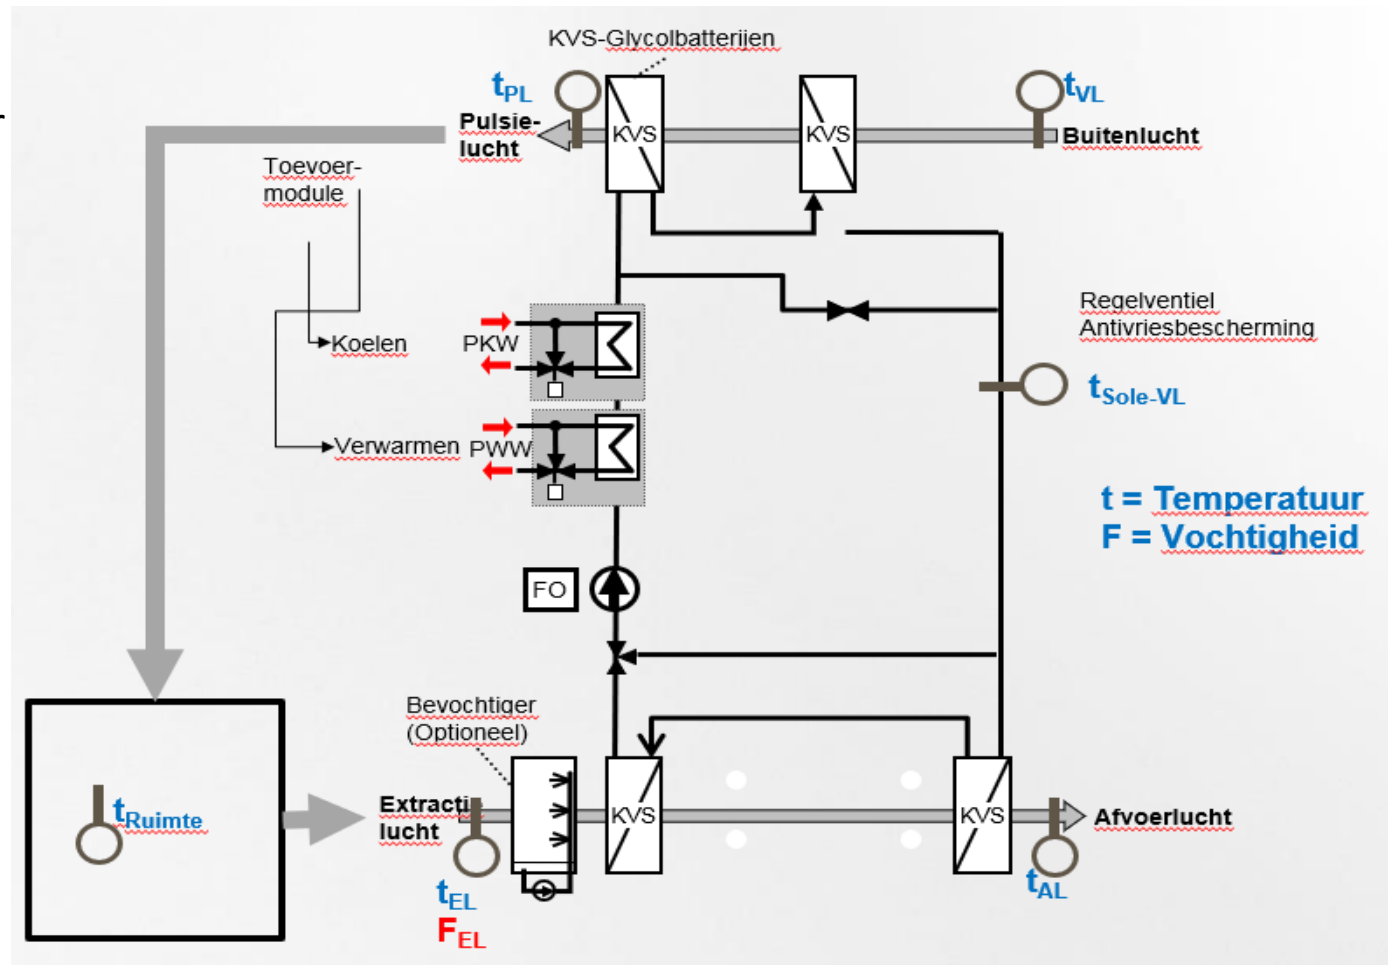 KVS-Glycolbatterijen
tPL
tVL
KVS
KVS
Pulsie-
lucht
Buitenlucht
Toevoer-
module
Regelventiel
Antivriesbescherming
PKW
Koelen
tSole-VL
Verwarmen
PWW
t = Temperatuur
F = Vochtigheid
FO
Bevochtiger
(Optioneel)
tRuimte
Extracti
lucht
KVS
KVS
Afvoerlucht
tEL
FEL
tAL